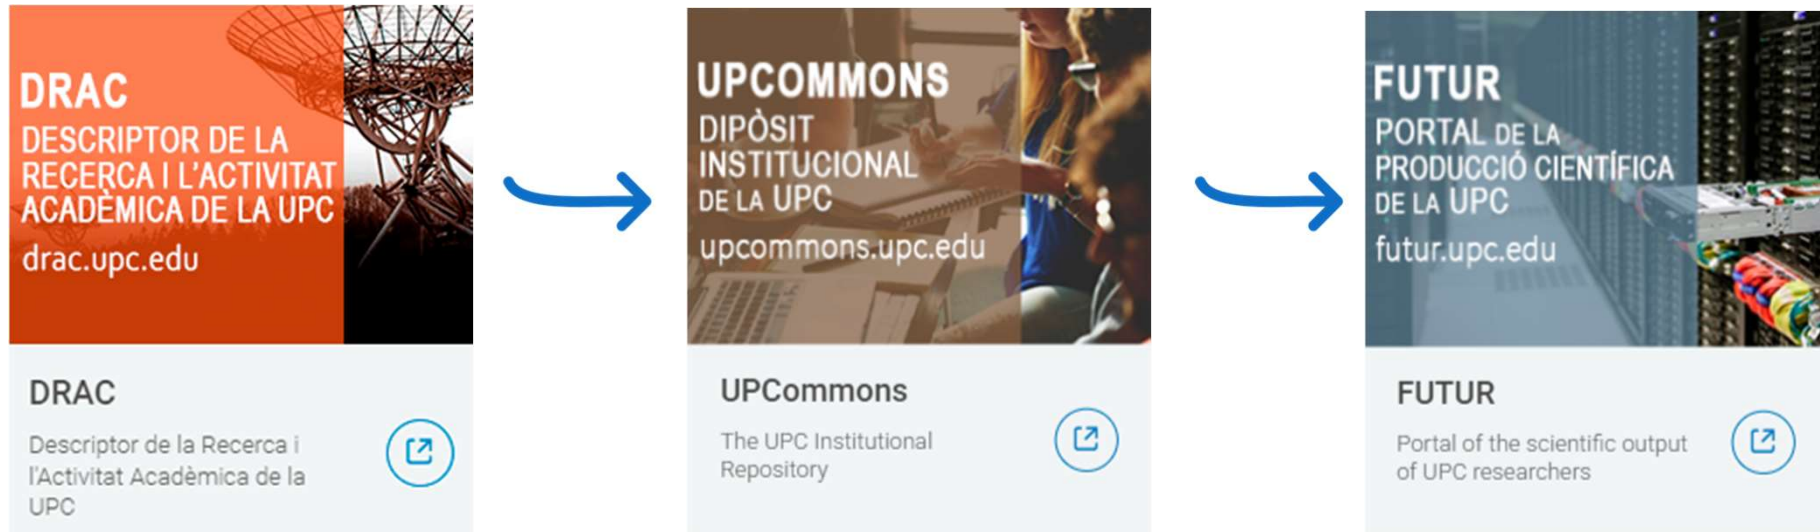 DRAC
DESCRIPTOR DE LA
RECERCA I L'ACTIVITAT
ACADÈMICA DE LA UPC
drac.upc.edu
DRAC
Descriptor de la Recerca i
l'Activitat Acadèmica de la
UPC
UPCOMMONS
DIPÒSIT
INSTITUCIONAL
DE LA UPC
upcommons.upc.edu
UPCommons
The UPC Institutional
Repository
FUTUR
PORTAL DE LA
PRODUCCIÓ CIENTÍFICA
DE LA UPC
futur.upc.edu
FUTUR
Portal of the scientific output
of UPC researchers